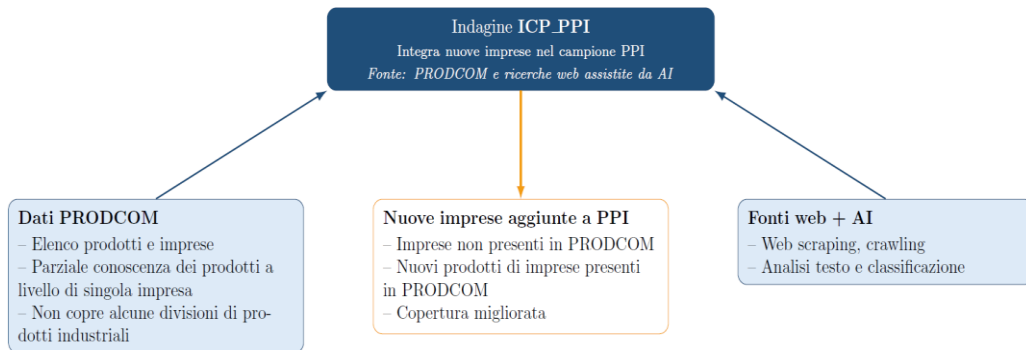 Indagine ICP_PPI
Integra nuove imprese nel campione PPI
Fonte: PRODCOM e ricerche web assistite da AI
Dati PRODCOM
– Elenco prodotti e imprese
– Parziale conoscenza dei prodotti a
livello di singola impresa
– Non copre alcune divisioni di pro-
dotti industriali
Nuove imprese aggiunte a PPI
– Imprese non presenti in PRODCOM
– Nuovi prodotti di imprese presenti
in PRODCOM
– Copertura migliorata
Fonti web + AI
– Web scraping, crawling
– Analisi testo e classificazione